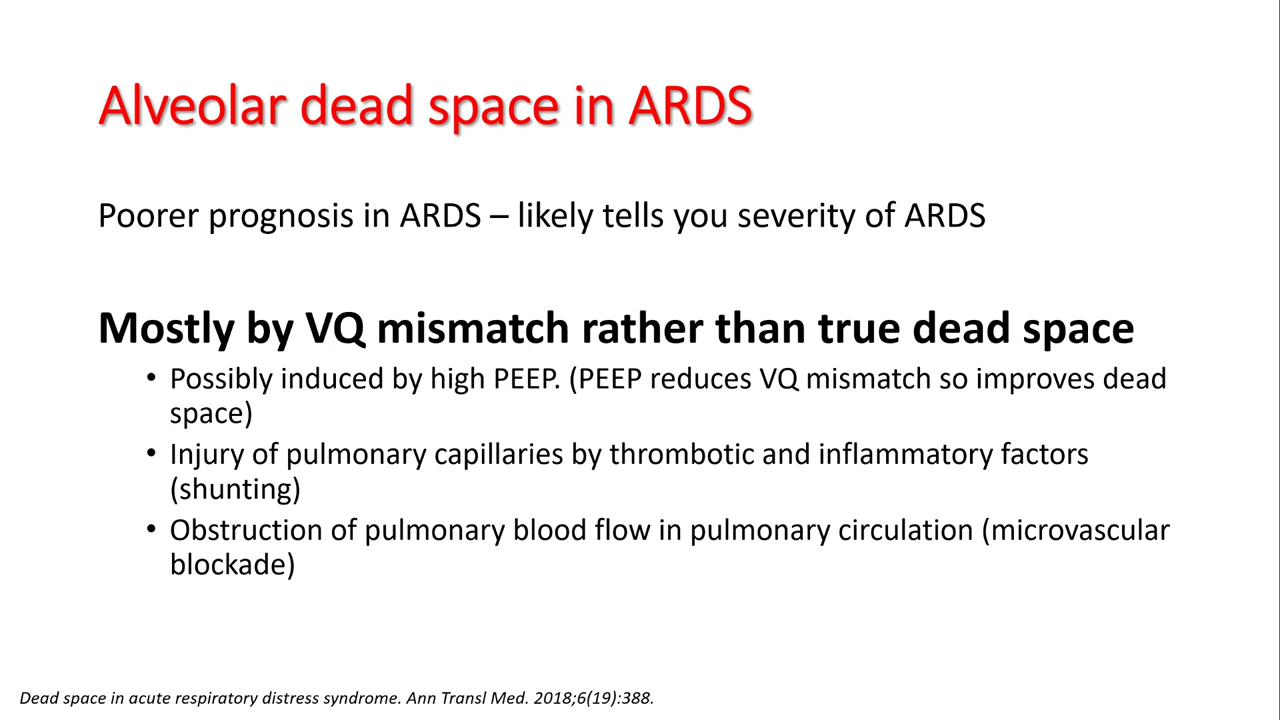 Alveolar dead space in ARDS
Poorer prognosis in ARDS – likely tells you severity of ARDS
Mostly by VQ mismatch rather than true dead space
• Possibly induced by high PEEP. (PEEP reduces VQ mismatch so improves dead
space)
• Injury of pulmonary capillaries by thrombotic and inflammatory factors
(shunting)
• Obstruction of pulmonary blood flow in pulmonary circulation (microvascular
blockade)
Dead space in acute respiratory distress syndrome. Ann Transl Med. 2018;6(19):388.